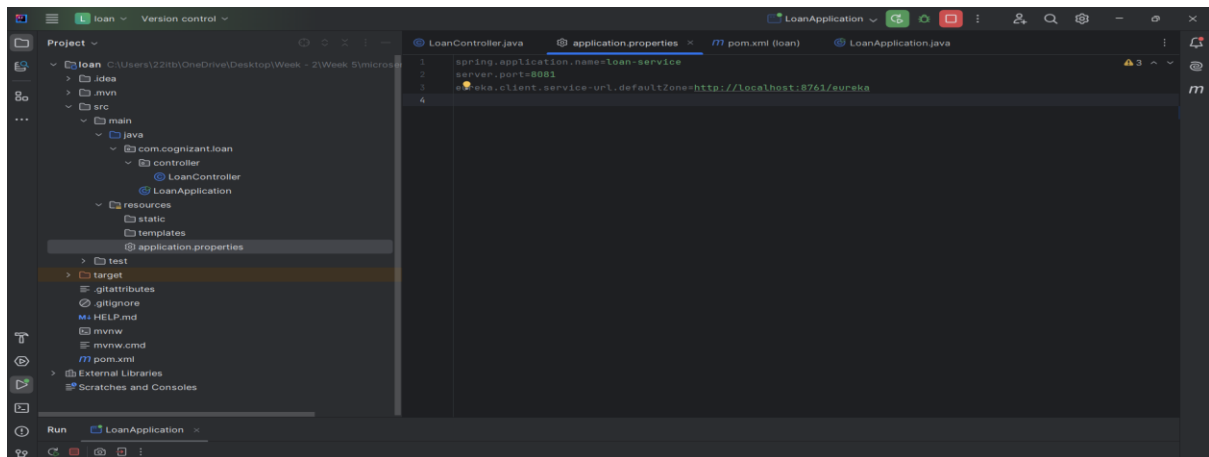 L loan Version control LoanApplication
Project
LoanController.java application.properties pom.xml (loan) LoanApplication.java
loan C:\Users\22itb\OneDrive\Desktop\Week - 2\Week 5\microser
.idea
.mvn
src
main
java
com.cognizant.loan
controller
LoanController
LoanApplication
resources
static
templates
application.properties
test
target
.gitattributes
.gitignore
M↓ HELP.md
mvnw
mvnw.cmd
m pom.xml
External Libraries
Scratches and Consoles
1 spring.application.name=loan-service
2 server.port=8081
3 eureka.client.service-url.defaultZone=http://localhost:8761/eureka
4
3
Run LoanApplication